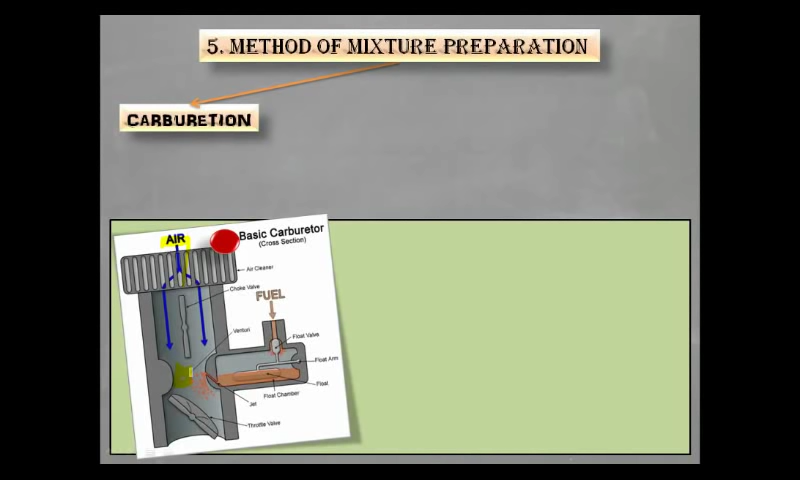 5. METHOD OF MIXTURE PREPARATION
CARBURETION
AIR
Basic Carburetor
(Cross Section)
Air Cleaner
Choke Valve
FUEL
Venturi
Float Valve
Float Arm
Float
Float Chamber
Jet
Throttle Valve